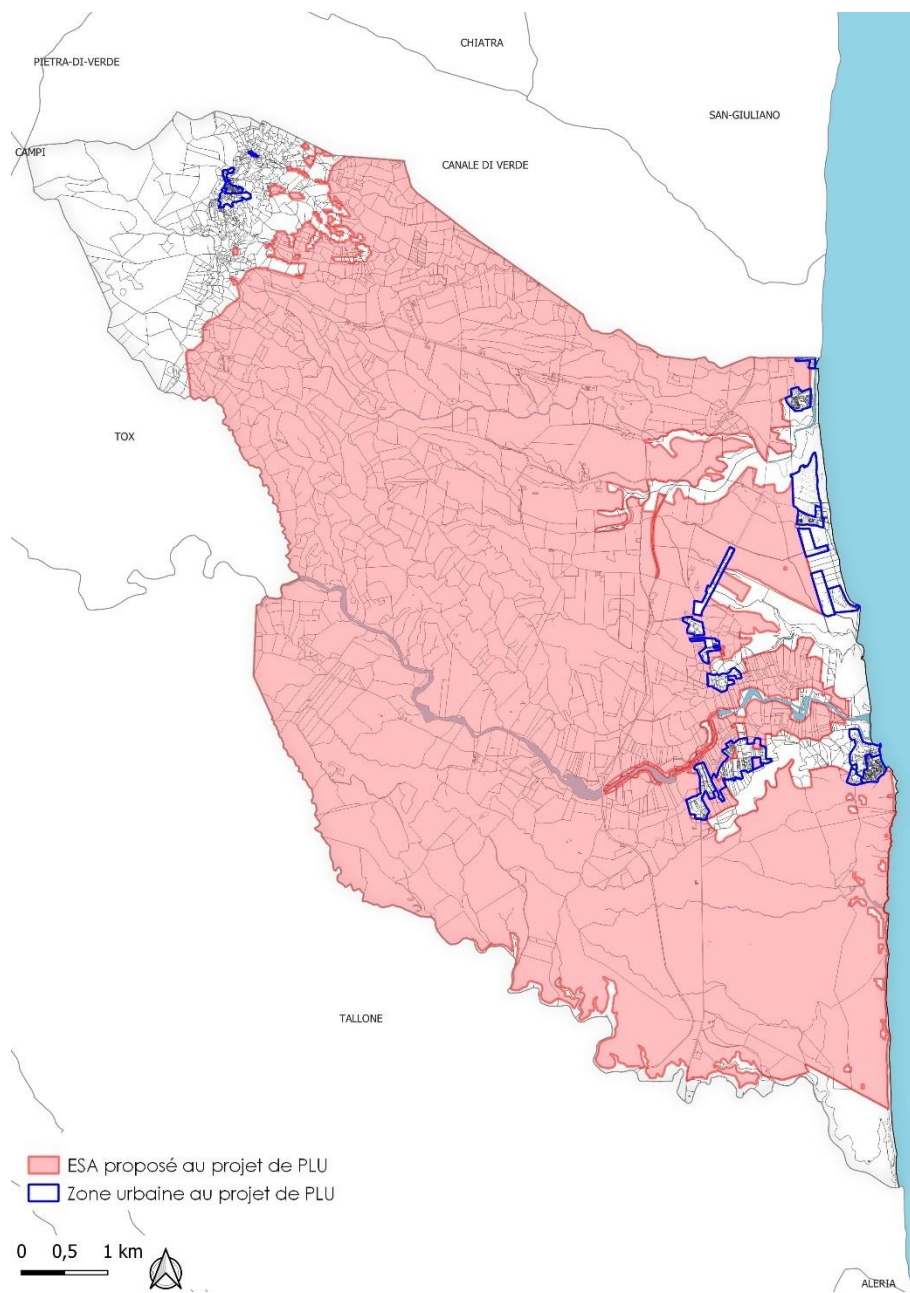 CHIATRA
PIETRA-DI-VERDE
SAN-GIULIANO
CAMPI
CANALE DI VERDE
TOX
TALLONE
ESA proposé au projet de PLU
Zone urbaine au projet de PLU
0 0,5 1 km
ALERIA